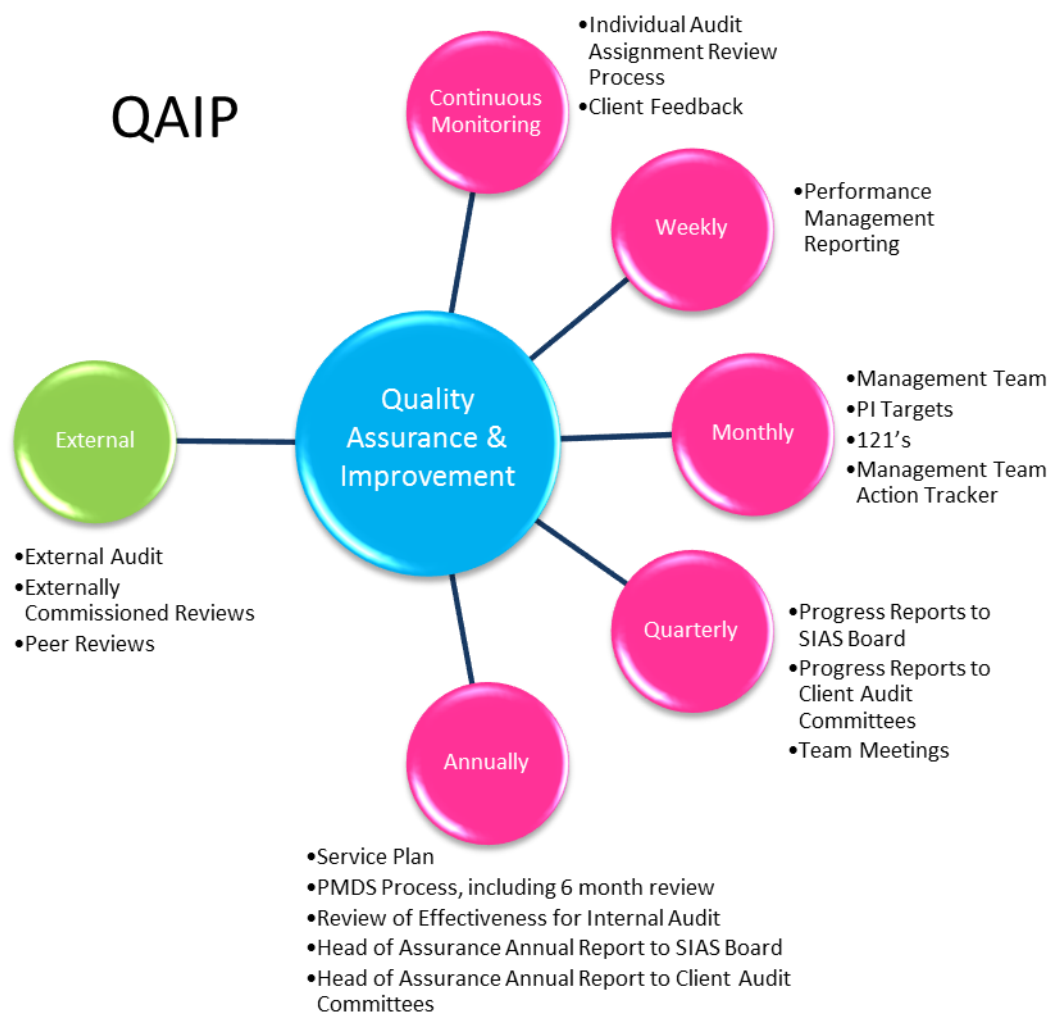 QAIP
Continuous
Monitoring
•Individual Audit
Assignment Review
Process
•Client Feedback
Weekly
•Performance
Management
Reporting
Monthly
•Management Team
•PI Targets
•121’s
•Management Team
Action Tracker
Quality
Assurance &
Improvement
External
•External Audit
•Externally
Commissioned Reviews
•Peer Reviews
Quarterly
•Progress Reports to
SIAS Board
•Progress Reports to
Client Audit
Committees
•Team Meetings
Annually
•Service Plan
•PMDS Process, including 6 month review
•Review of Effectiveness for Internal Audit
•Head of Assurance Annual Report to SIAS Board
•Head of Assurance Annual Report to Client Audit
Committees